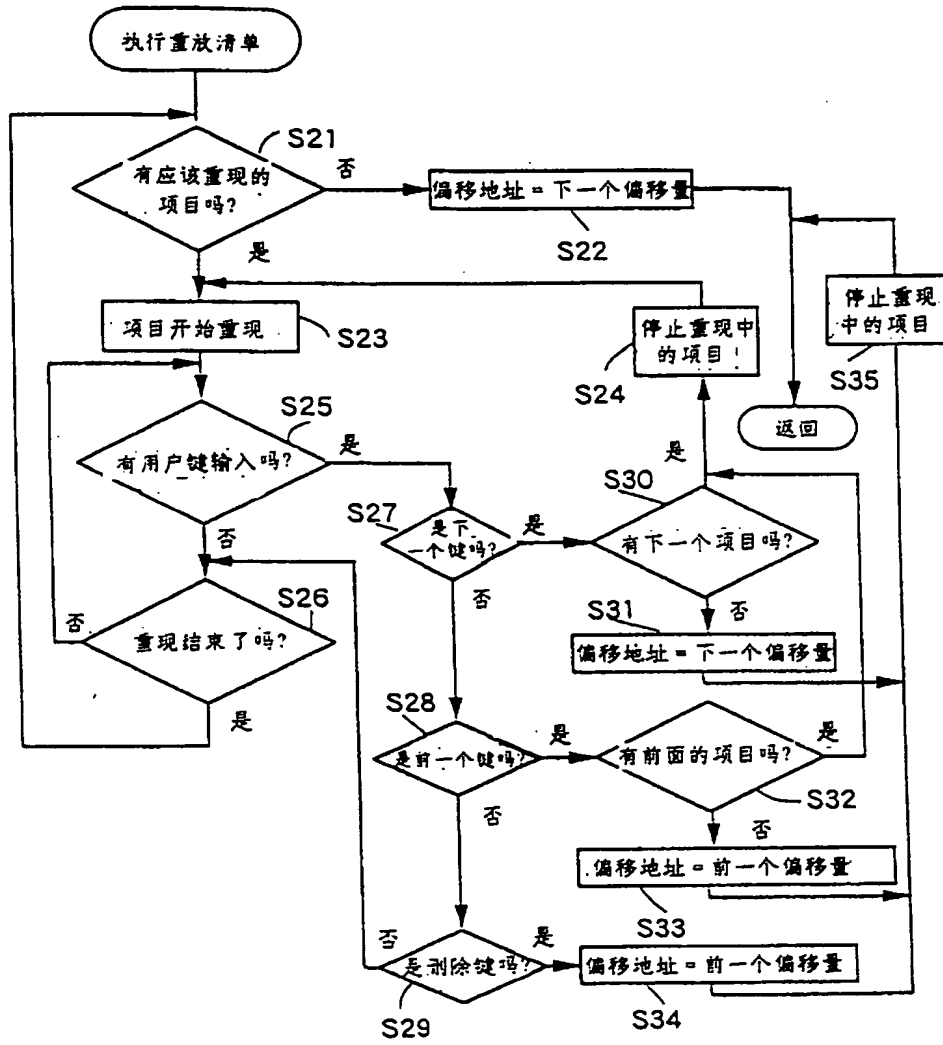 执行重放清单
S21
有应该重现的
项目吗?
否
偏移地址=下一个偏移量
S22
是
项目开始重现
S23
停止重现中
的项目!
S24
停止重现
中的项目
S35
返回
S25
有用户键输入吗?
是
否
S27
是下
一个键吗?
是
否
S30
有下一个项目吗?
是
否
S26
重现结束了吗?
否
是
S31
偏移地址=下一个偏移量
S28
是前一个键吗?
是
否
有前面的项目吗?
是
S32
否
偏移地址=前一个偏移量
S33
否
是删除键吗?
是
S29
偏移地址=前一个偏移量
S34